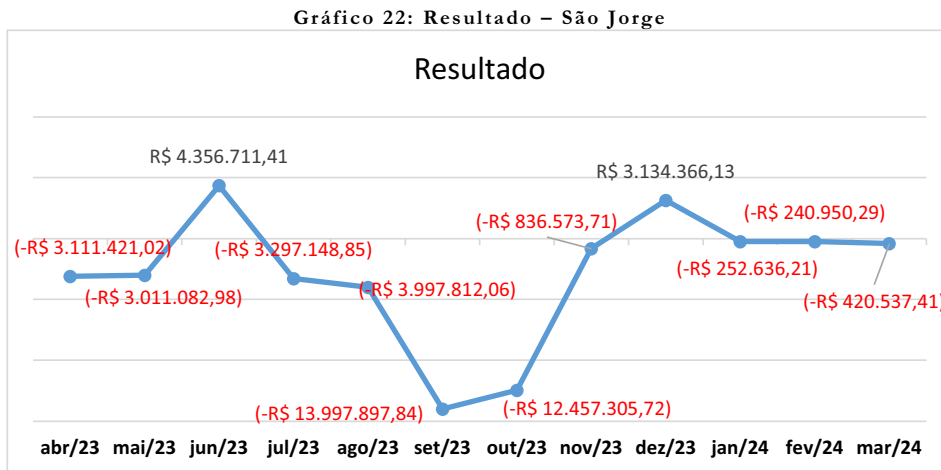 Gráfico 22: Resultado – São Jorge
Resultado
R$ 4.356.711,41
R$ 3.134.366,13
(-R$ 836.573,71)
(-R$ 240.950,29)
(-R$ 3.111.421,02)
(-R$ 3.297.148,85)
(-R$ 252.636,21)
(-R$ 3.011.082,98)
(-R$ 3.997.812,06)
(-R$ 420.537,41)
(-R$ 13.997.897,84)
(-R$ 12.457.305,72)
abr/23 mai/23 jun/23 jul/23 ago/23 set/23 out/23 nov/23 dez/23 jan/24 fev/24 mar/24